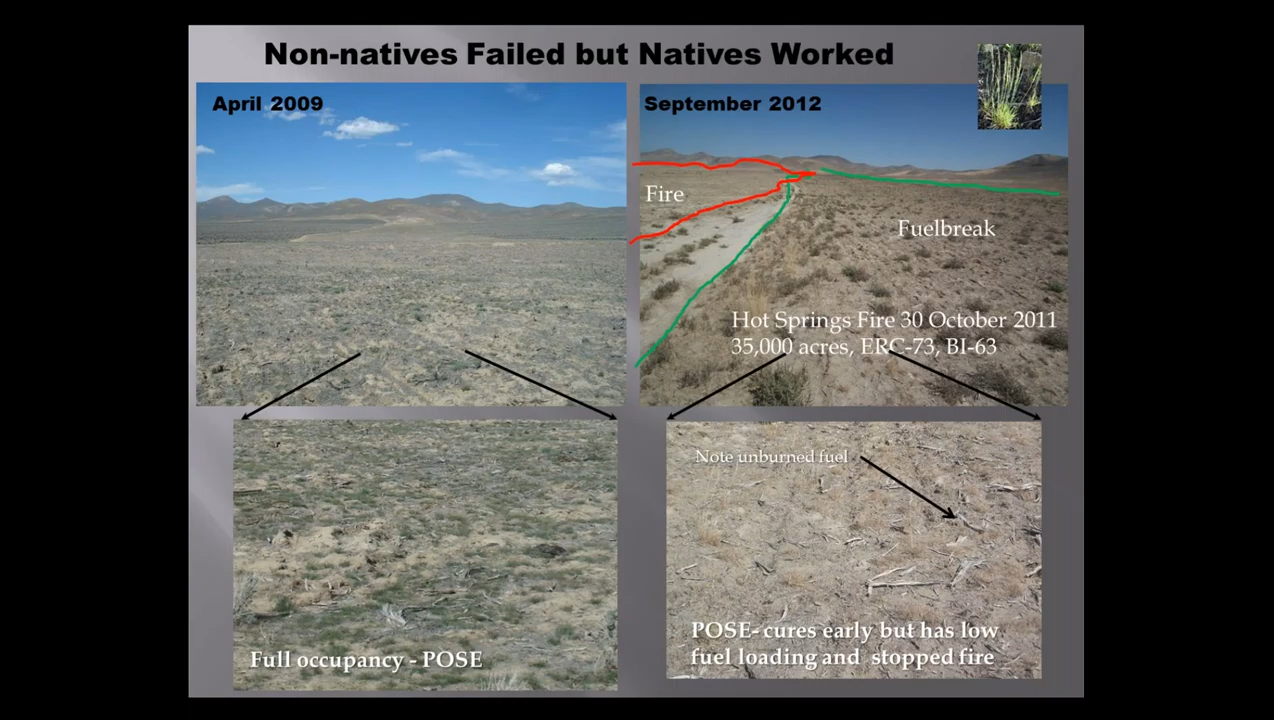 Non-natives Failed but Natives Worked
April 2009
September 2012
Fire
Fuelbreak
Hot Springs Fire 30 October 2011
35,000 acres, ERC-73, BI-63
Note unburned fuel
Full occupancy - POSE
POSE- cures early but has low
fuel loading and stopped fire